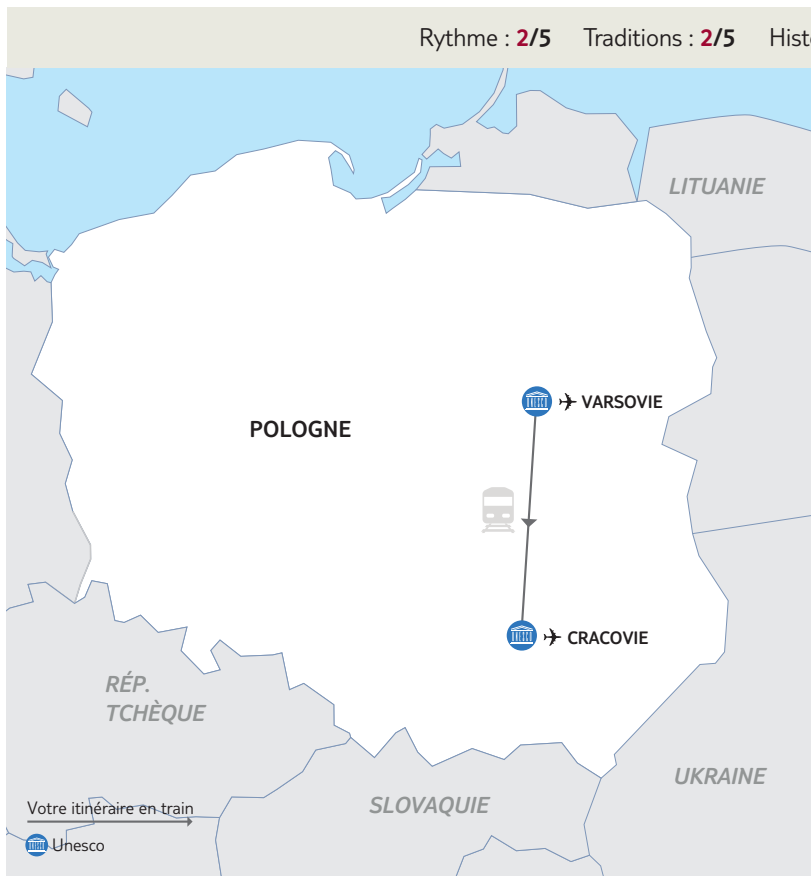 Rythme : 2/5 Traditions : 2/5
LITUANIE
VARSOVIE
POLOGNE
CRACOVIE
RÉP.
TCHÈQUE
UKRAINE
SLOVAQUIE
Votre itinéraire en train
Unesco